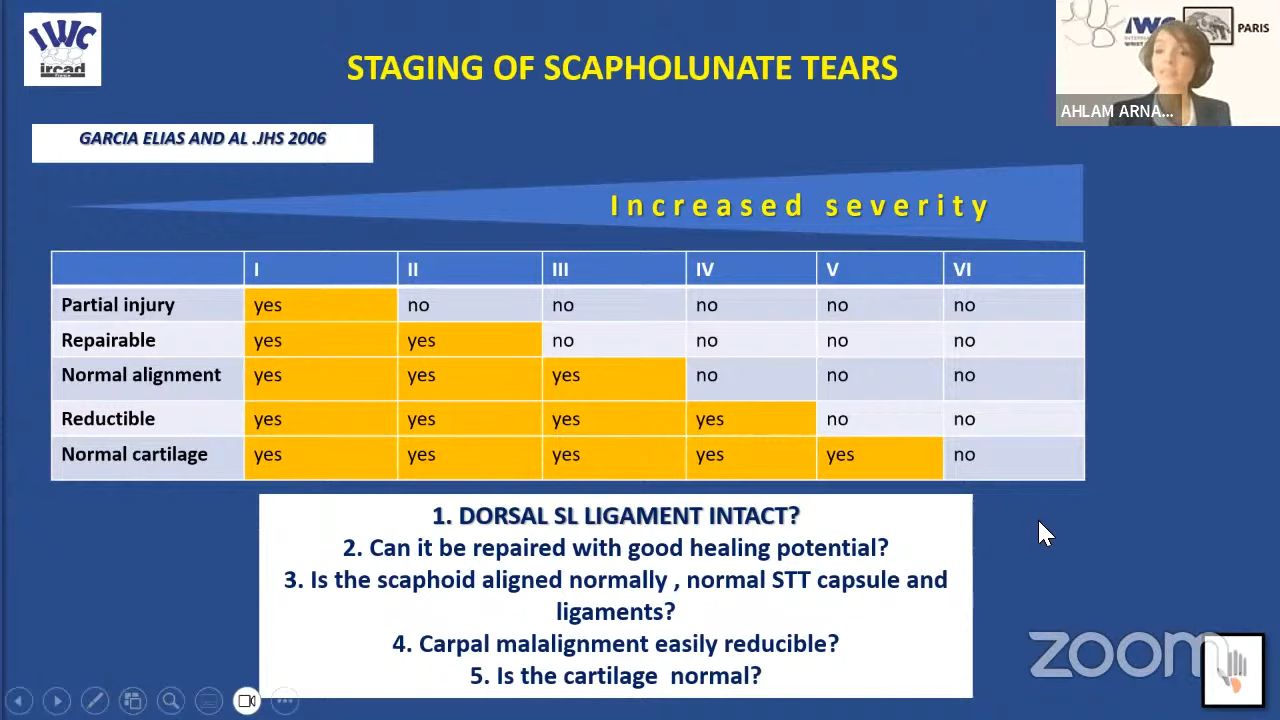 IWC
ircad
France
STAGING OF SCAPHOLUNATE TEARS
IWC
PARIS
AHLAM ARNA...
GARCIA ELIAS AND AL .JHS 2006
Increased severity
I II III IV V VI
Partial injury yes no no no no no
Repairable yes yes no no no no
Normal alignment yes yes yes no no no
Reductible yes yes yes yes no no
Normal cartilage yes yes yes yes yes no
1. DORSAL SL LIGAMENT INTACT?
2. Can it be repaired with good healing potential?
3. Is the scaphoid aligned normally , normal STT capsule and
ligaments?
4. Carpal malalignment easily reducible?
5. Is the cartilage normal?
zoom